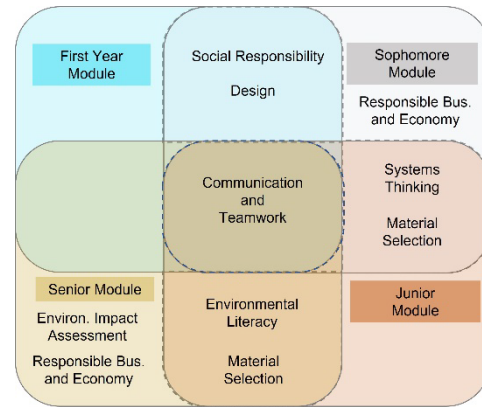 First Year
Module
Social Responsibility
Design
Sophomore
Module
Responsible Bus.
and Economy
Communication
and
Teamwork
Systems
Thinking
Material
Selection
Senior Module
Environ. Impact
Assessment
Responsible Bus.
and Economy
Environmental
Literacy
Material
Selection
Junior
Module